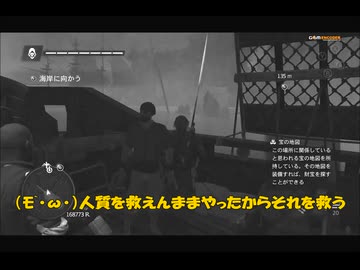 海岸に向かう
135 m
宝の地図
この場所に関係している
と思われる宝の地図を所
持している。その地図を
装備すれば、財宝を探す
ことができる
168773 R
(モ・ω・)人質を救えんままやったからそれを救う